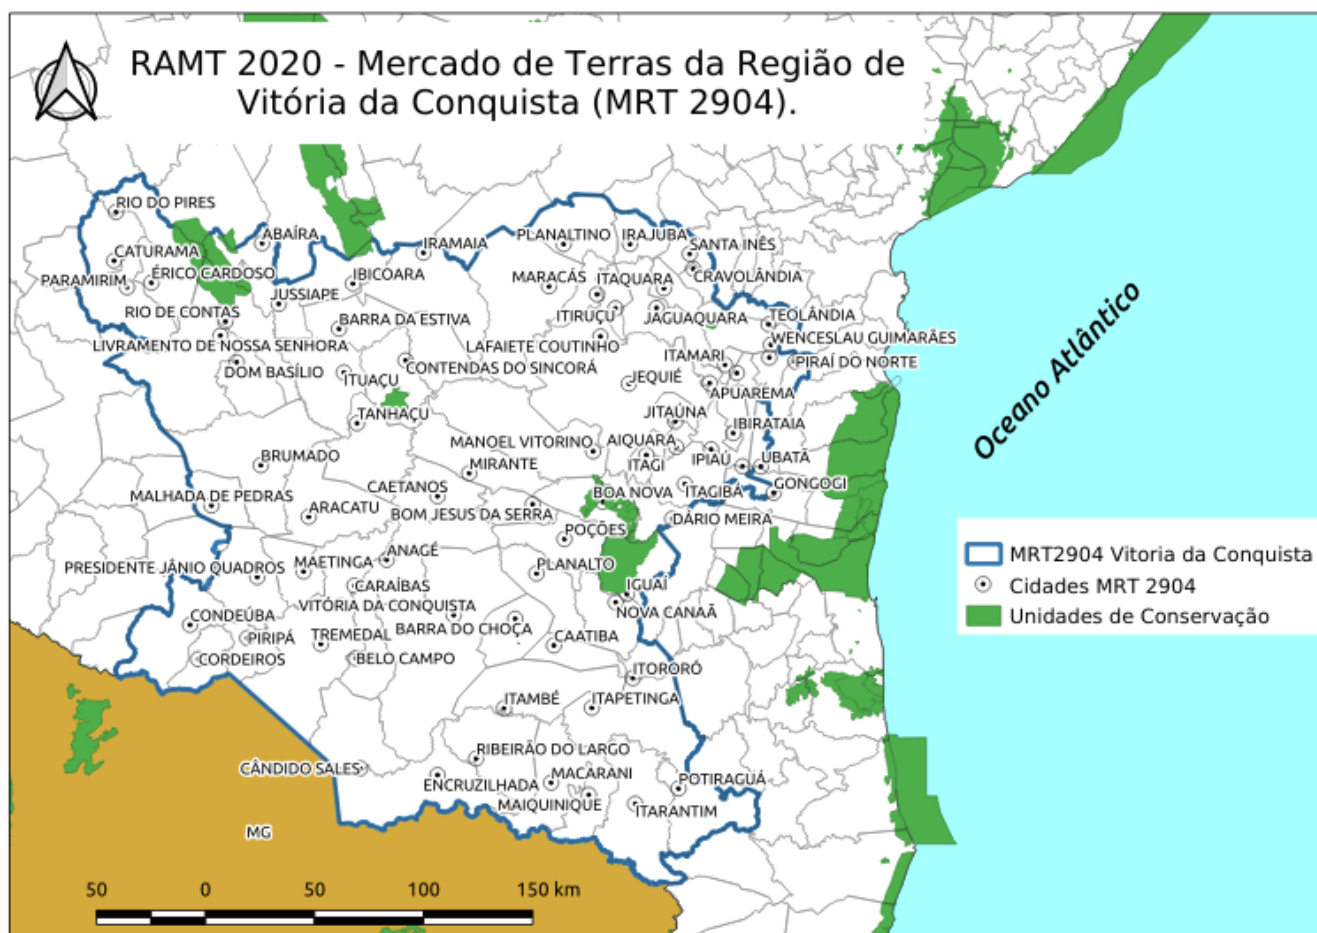 RAMT 2020 - Mercado de Terras da Região de
Vitória da Conquista (MRT 2904).
RIO DO PIRES
ABAÍRA
IRAMAIA
PLANALTINO
IRAJUBA
SANTA INÊS
CATURAMA
ÉRICO CARDOSO
PARAMIRIM
IBICOARA
MARACÁS
ITAQUARA
CRAVOLÂNDIA
JUSSIAPE
RIO DE CONTAS
BARRA DA ESTIVA
ITIRUÇU
JAGUAQUARA
TEOLÂNDIA
LIVRAMENTO DE NOSSA SENHORA
LAFAIETE COUTINHO
WENCESLAU GUIMARÃES
DOM BASÍLIO
ITUAÇU
CONTENDAS DO SINCORÁ
ITAMARI
PIRAÍ DO NORTE
JEQUIÉ
APUAREMA
TANHAÇU
JITAÚNA
IBIRATAIA
MANOEL VITORINO
AIQUARA
BRUMADO
MIRANTE
ITAGI
IPIAÚ
UBATÃ
MALHADA DE PEDRAS
CAETANOS
BOA NOVA
ITAGIBÁ
GONGOGI
ARACATU
BOM JESUS DA SERRA
DÁRIO MEIRA
POÇÕES
PRESIDENTE JÂNIO QUADROS
MAETINGA
ANAGÉ
PLANALTO
CARAÍBAS
IGUAÍ
VITÓRIA DA CONQUISTA
NOVA CANAÃ
CONDEÚBA
PIRIPÁ
TREMEDAL
BARRA DO CHOÇA
CAATIBA
CORDEIROS
BELO CAMPO
ITORORÓ
ITAMBÉ
ITAPETINGA
RIBEIRÃO DO LARGO
CÂNDIDO SALES
ENCRUZILHADA
MACARANI
POTIRAGUÁ
MAIQUINIQUE
ITARANTIM
MG
Oceano Atlântico
MRT2904 Vitoria da Conquista
Cidades MRT 2904
Unidades de Conservação
50 0 50 100 150 km